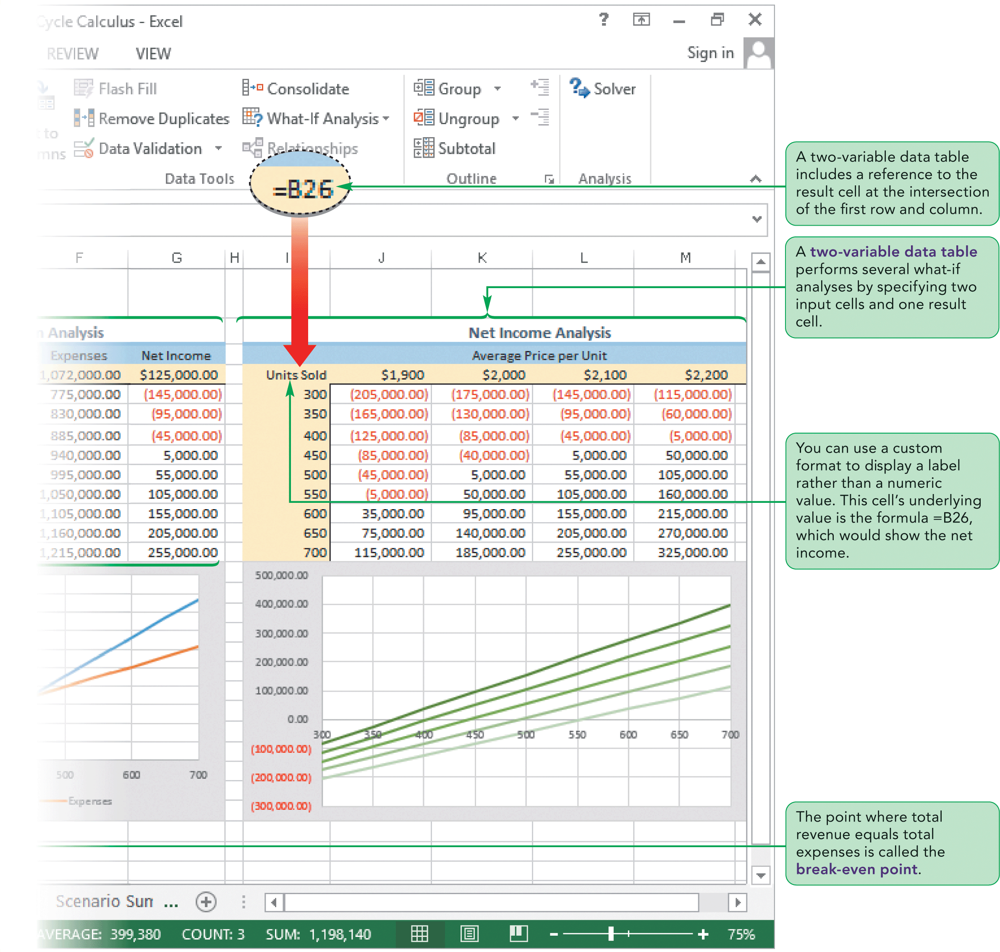 Cycle Calculus - Excel
?
REVIEW VIEW Sign in
Flash Fill Consolidate Group Solver
Remove Duplicates What-If Analysis Ungroup
to
Data Validation Relationships Subtotal
mns
Data Tools Outline Analysis
=B26
A two-variable data table
includes a reference to the
result cell at the intersection
of the first row and column.
A two-variable data table
performs several what-if
analyses by specifying two
input cells and one result
cell.
F G H I J K L M
n Analysis Net Income Analysis
Expenses Net Income Average Price per Unit
1,072,000.00 $125,000.00 Units Sold $1,900 $2,000 $2,100 $2,200
775,000.00 (145,000.00) 300 (205,000.00) (175,000.00) (145,000.00) (115,000.00)
830,000.00 (95,000.00) 350 (165,000.00) (130,000.00) (95,000.00) (60,000.00)
885,000.00 (45,000.00) 400 (125,000.00) (85,000.00) (45,000.00) (5,000.00)
940,000.00 5,000.00 450 (85,000.00) (40,000.00) 5,000.00 50,000.00
995,000.00 55,000.00 500 (45,000.00) 5,000.00 55,000.00 105,000.00
1,050,000.00 105,000.00 550 (5,000.00) 50,000.00 105,000.00 160,000.00
1,105,000.00 155,000.00 600 35,000.00 95,000.00 155,000.00 215,000.00
1,160,000.00 205,000.00 650 75,000.00 140,000.00 205,000.00 270,000.00
1,215,000.00 255,000.00 700 115,000.00 185,000.00 255,000.00 325,000.00
You can use a custom
format to display a label
rather than a numeric
value. This cell's underlying
value is the formula =B26,
which would show the net
income.
500,000.00
400,000.00
300,000.00
200,000.00
100,000.00
0.00
300 350 400 450 500 550 600 650 700
(100,000.00)
(200,000.00)
(300,000.00)
500 600 700
Expenses
The point where total
revenue equals total
expenses is called the
break-even point.
Scenario Sum ...
AVERAGE: 399,380 COUNT: 3 SUM: 1,198,140 75%